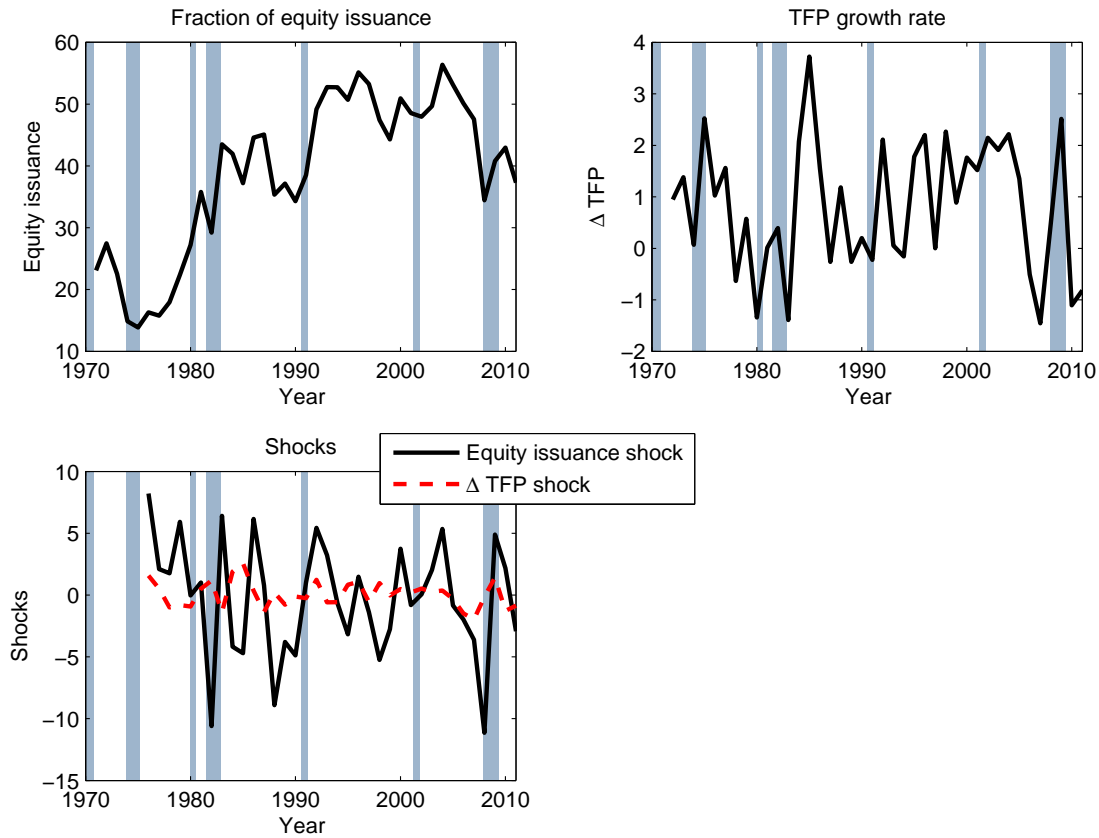 Fraction of equity issuance
60
50
40
30
20
10
Equity issuance
1970 1980 1990 2000 2010
Year
TFP growth rate
4
3
2
1
0
−1
−2
Δ TFP
1970 1980 1990 2000 2010
Year
Shocks
Equity issuance shock
Δ TFP shock
10
5
0
−5
−10
−15
Shocks
1970 1980 1990 2000 2010
Year